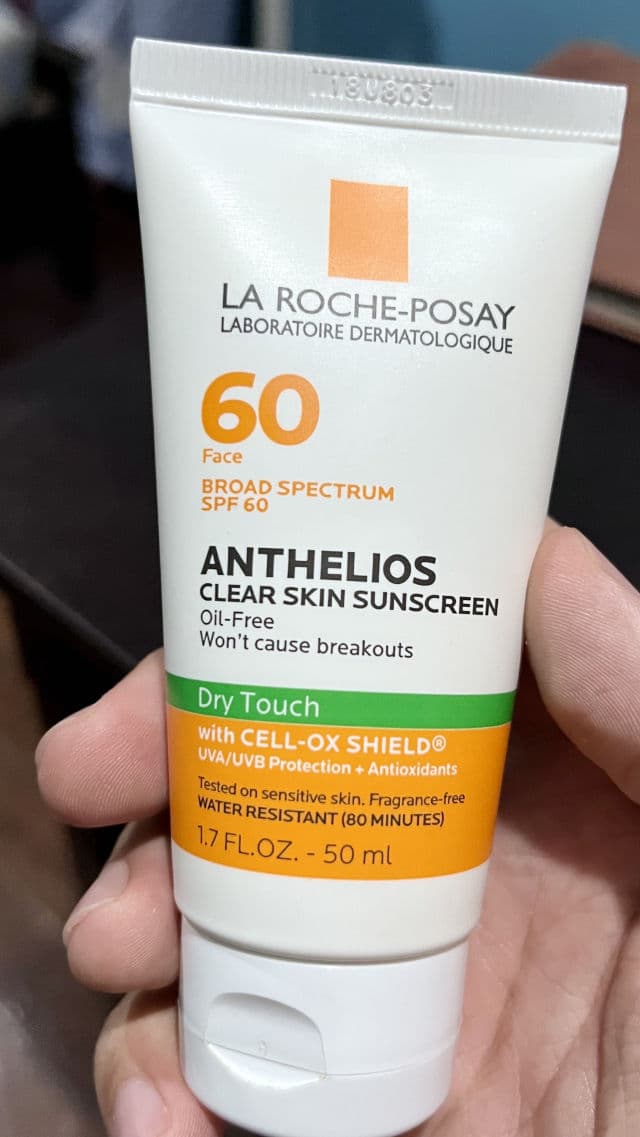 18U803
LA ROCHE-POSAY
LABORATOIRE DERMATOLOGIQUE
60
Face
BROAD SPECTRUM
SPF 60
ANTHELIOS
CLEAR SKIN SUNSCREEN
Oil-Free
Won't cause breakouts
Dry Touch
with CELL-OX SHIELD®
UVA/UVB Protection + Antioxidants
Tested on sensitive skin. Fragrance-free
WATER RESISTANT (80 MINUTES)
1.7 FL.OZ. - 50 ml